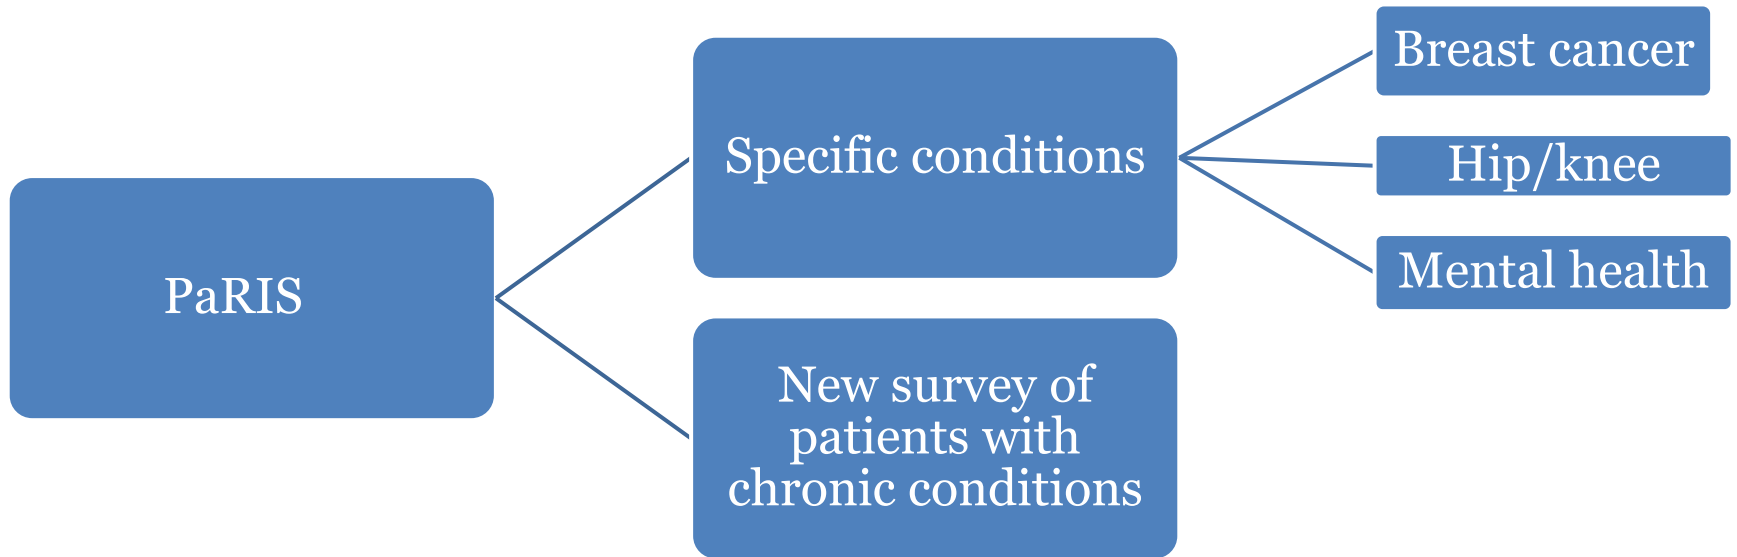 PaRIS
Specific conditions
Breast cancer
Hip/knee
Mental health
New survey of
patients with
chronic conditions